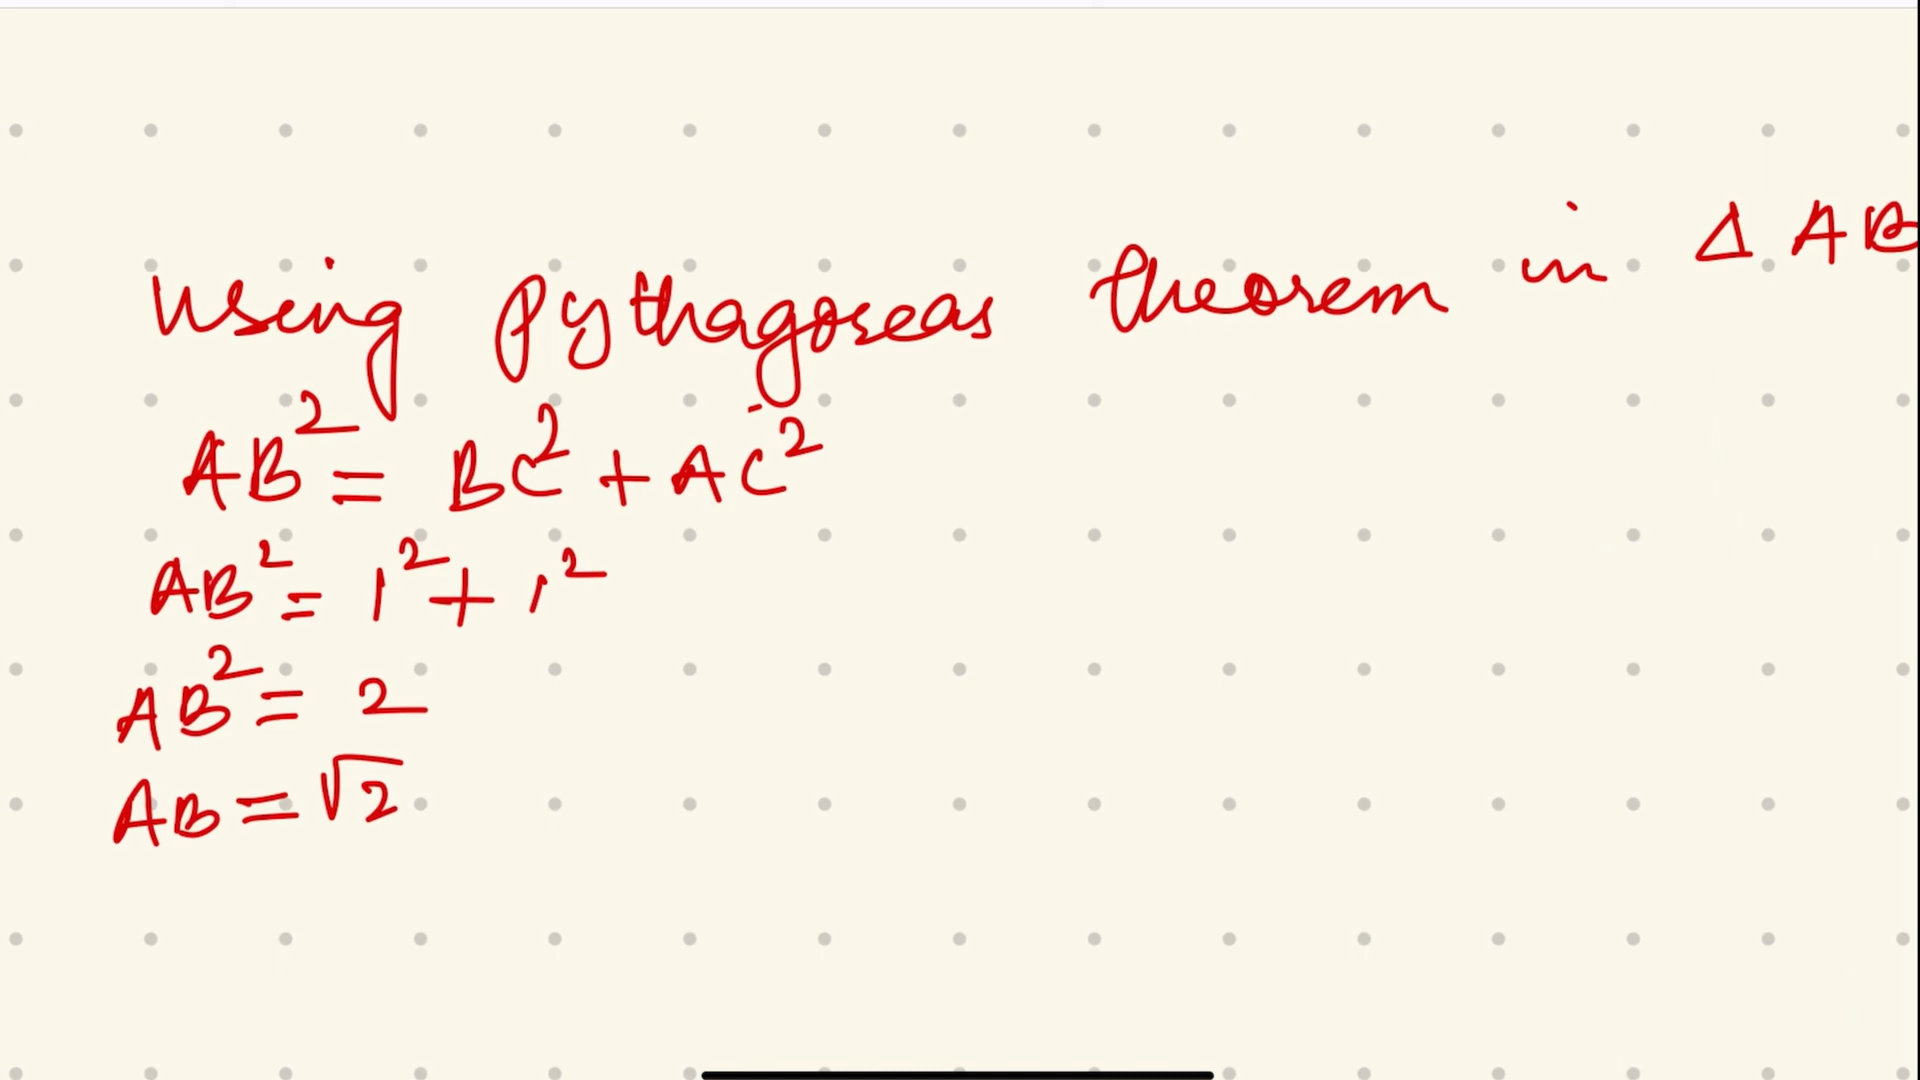 Using Pythagoreas theorem in Δ AB
AB² = BC² + AC²
AB² = 1² + 1²
AB² = 2
AB = √2